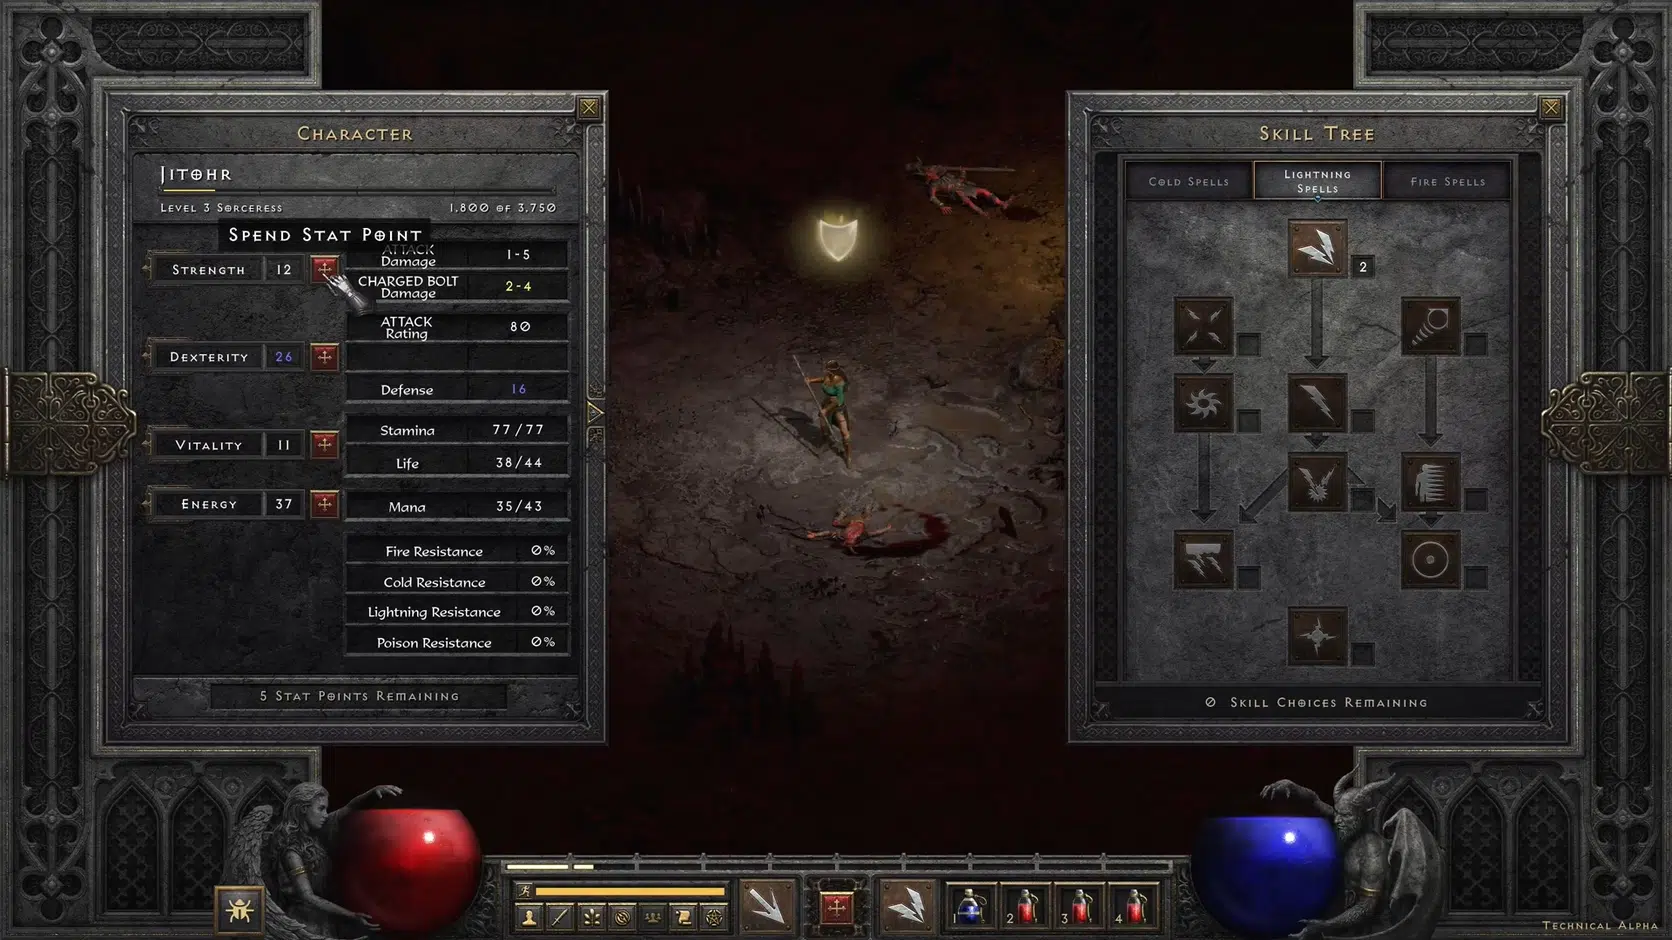 CHARACTER
JITOHR
LEVEL 3 SORCERESS 1,800 OF 3,750
SPEND STAT POINT
STRENGTH 12
ATTACK
Damage 1-5
CHARGED BOLT
Damage 2-4
ATTACK
Rating 80
DEXTERITY 26
Defense 16
Stamina 77/77
VITALITY 11
Life 38/44
ENERGY 37
Mana 35/43
Fire Resistance 0%
Cold Resistance 0%
Lightning Resistance 0%
Poison Resistance 0%
5 STAT POINTS REMAINING
SKILL TREE
COLD SPELLS
LIGHTNING
SPELLS
FIRE SPELLS
2
0 SKILL CHOICES REMAINING
1 2 3 4
TECHNICAL ALPHA